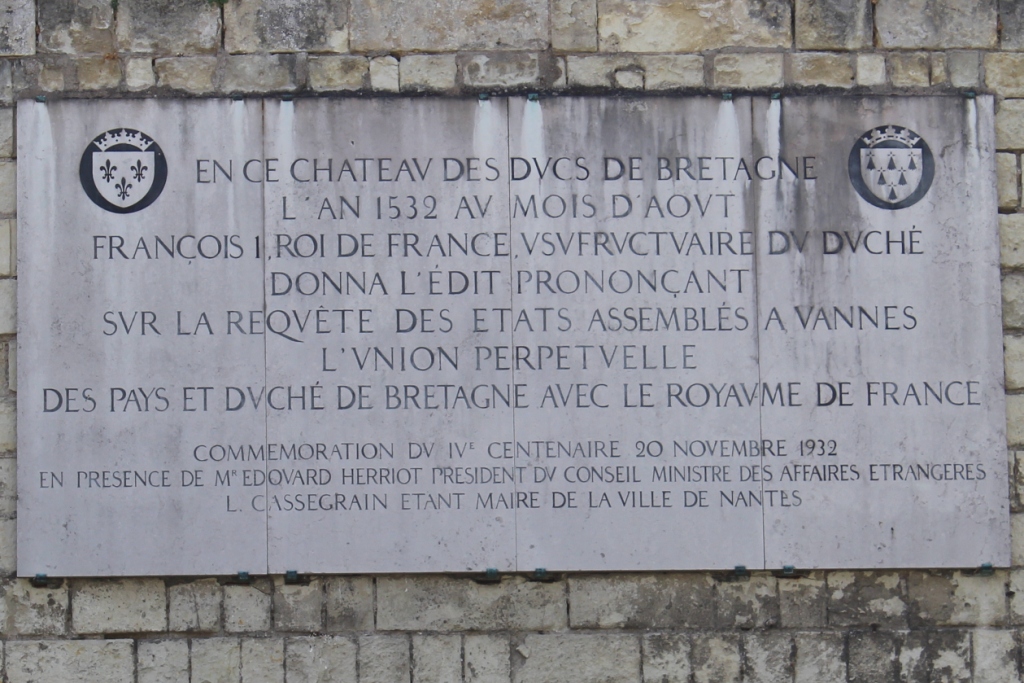 EN CE CHATEAV DES DVCS DE BRETAGNE
L'AN 1532 AV MOIS D'AOVT
FRANÇOIS I, ROI DE FRANCE, VSVFRVCTVAIRE DV DVCHÉ
DONNA L'ÉDIT PRONONÇANT
SVR LA REQVÊTE DES ETATS ASSEMBLÉS A VANNES
L'VNION PERPETVELLE
DES PAYS ET DVCHÉ DE BRETAGNE AVEC LE ROYAVME DE FRANCE
COMMEMORATION DV IVE CENTENAIRE 20 NOVEMBRE 1932
EN PRESENCE DE MR EDOVARD HERRIOT PRESIDENT DV CONSEIL MINISTRE DES AFFAIRES ETRANGERES
L. CASSEGRAIN ETANT MAIRE DE LA VILLE DE NANTES